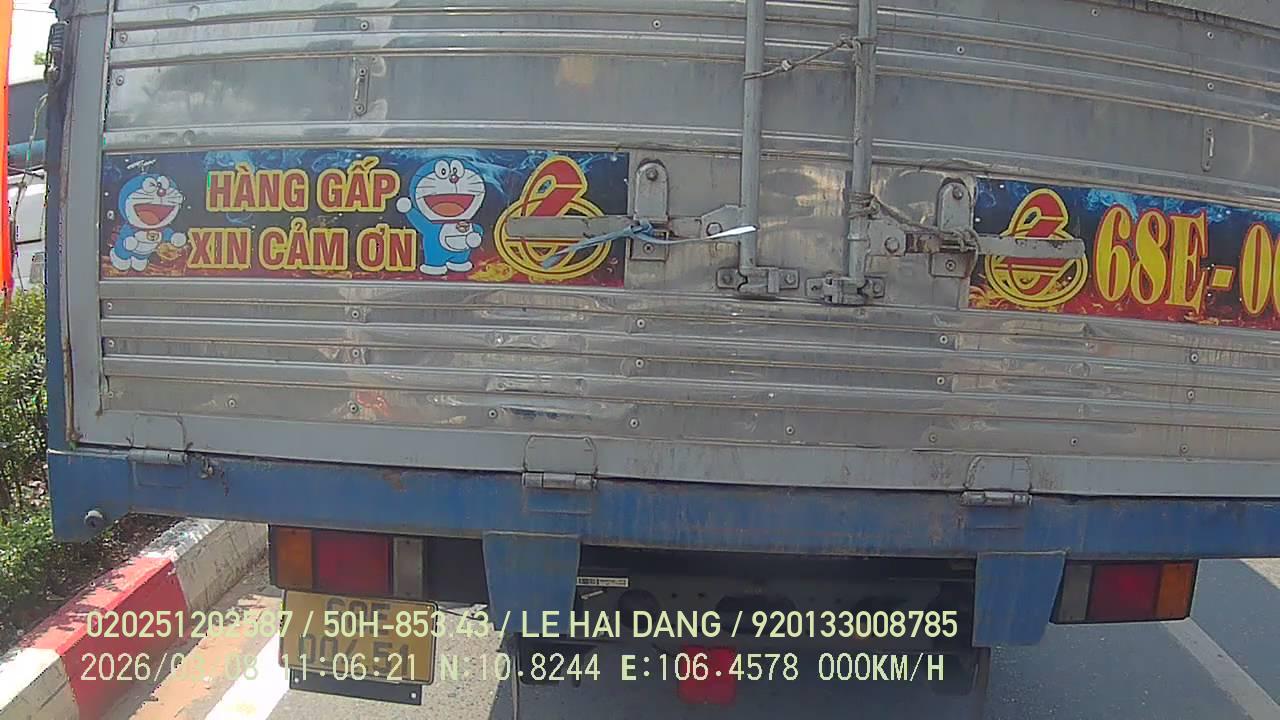 HÀNG GẤP
XIN CẢM ƠN
68E-0
020251202587 / 50H-853.43 / LE HAI DANG / 920133008785
2026/03/08 11:06:21 N:10.8244 E:106.4578 000KM/H